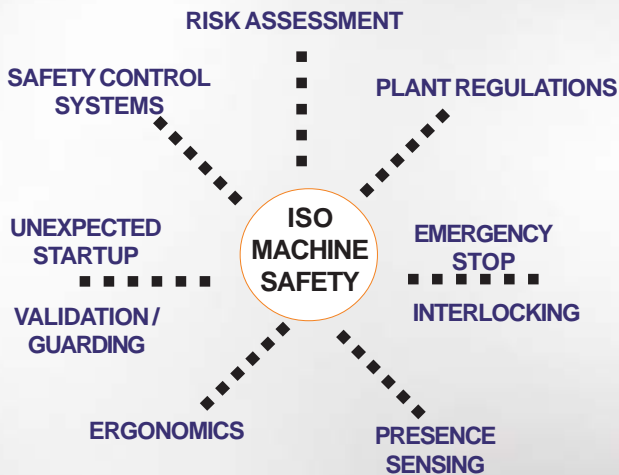 RISK ASSESSMENT
SAFETY CONTROL
SYSTEMS
PLANT REGULATIONS
UNEXPECTED
STARTUP
ISO
MACHINE
SAFETY
EMERGENCY
STOP
VALIDATION /
GUARDING
INTERLOCKING
ERGONOMICS
PRESENCE
SENSING